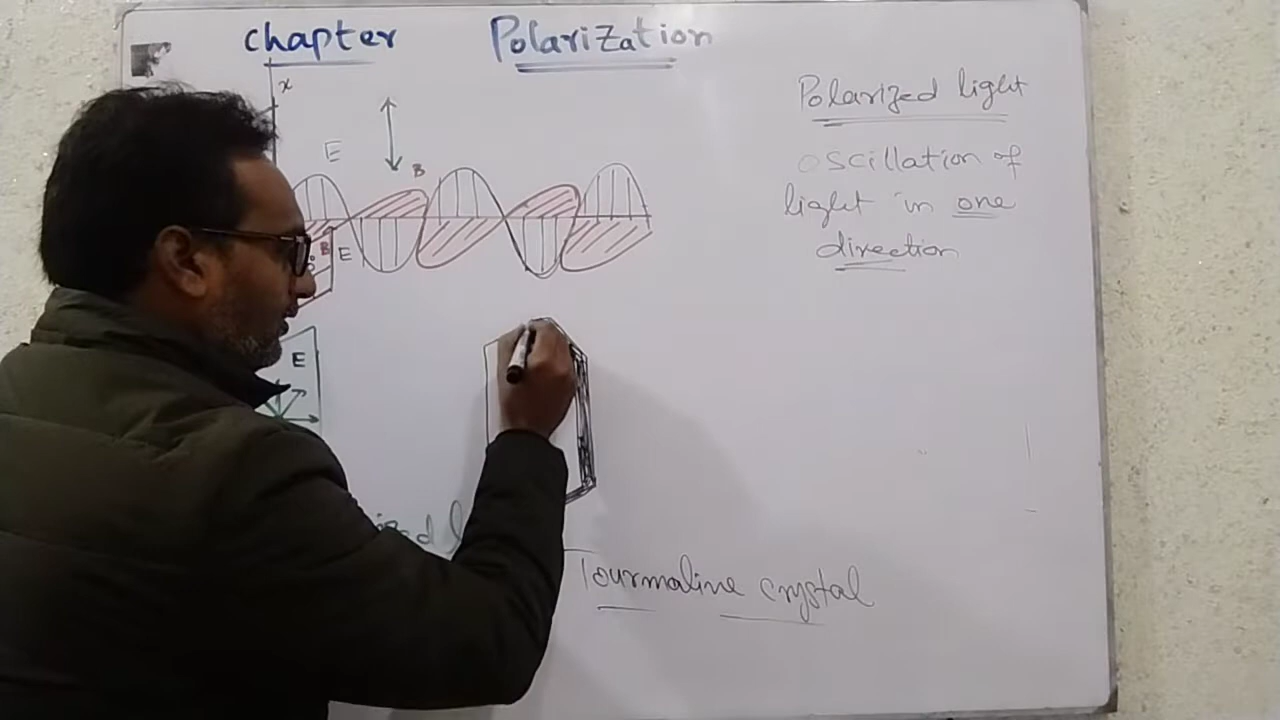 chapter Polarization
x
E
B
B E
E
Polarized light
oscillation of
light in one
direction
Tourmaline crystal